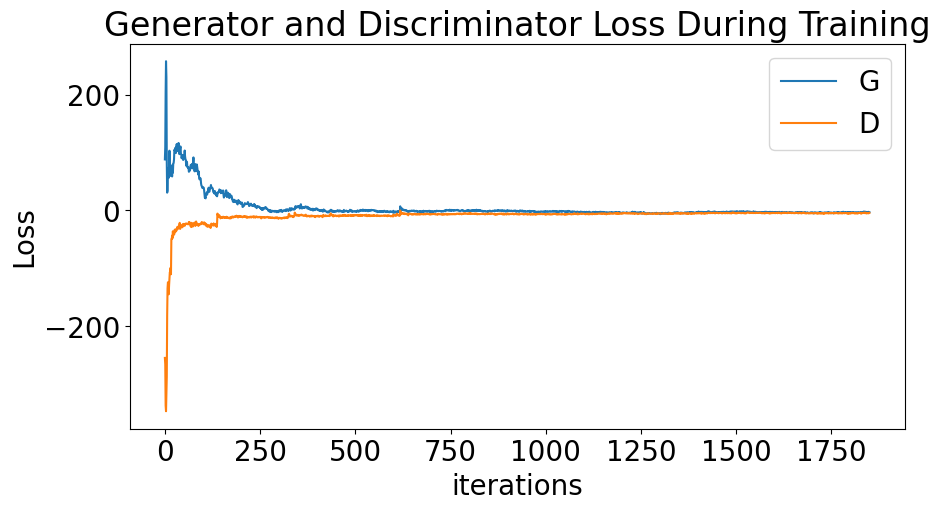 Generator and Discriminator Loss During Training
G
D
200
0
−200
Loss
0 250 500 750 1000 1250 1500 1750
iterations